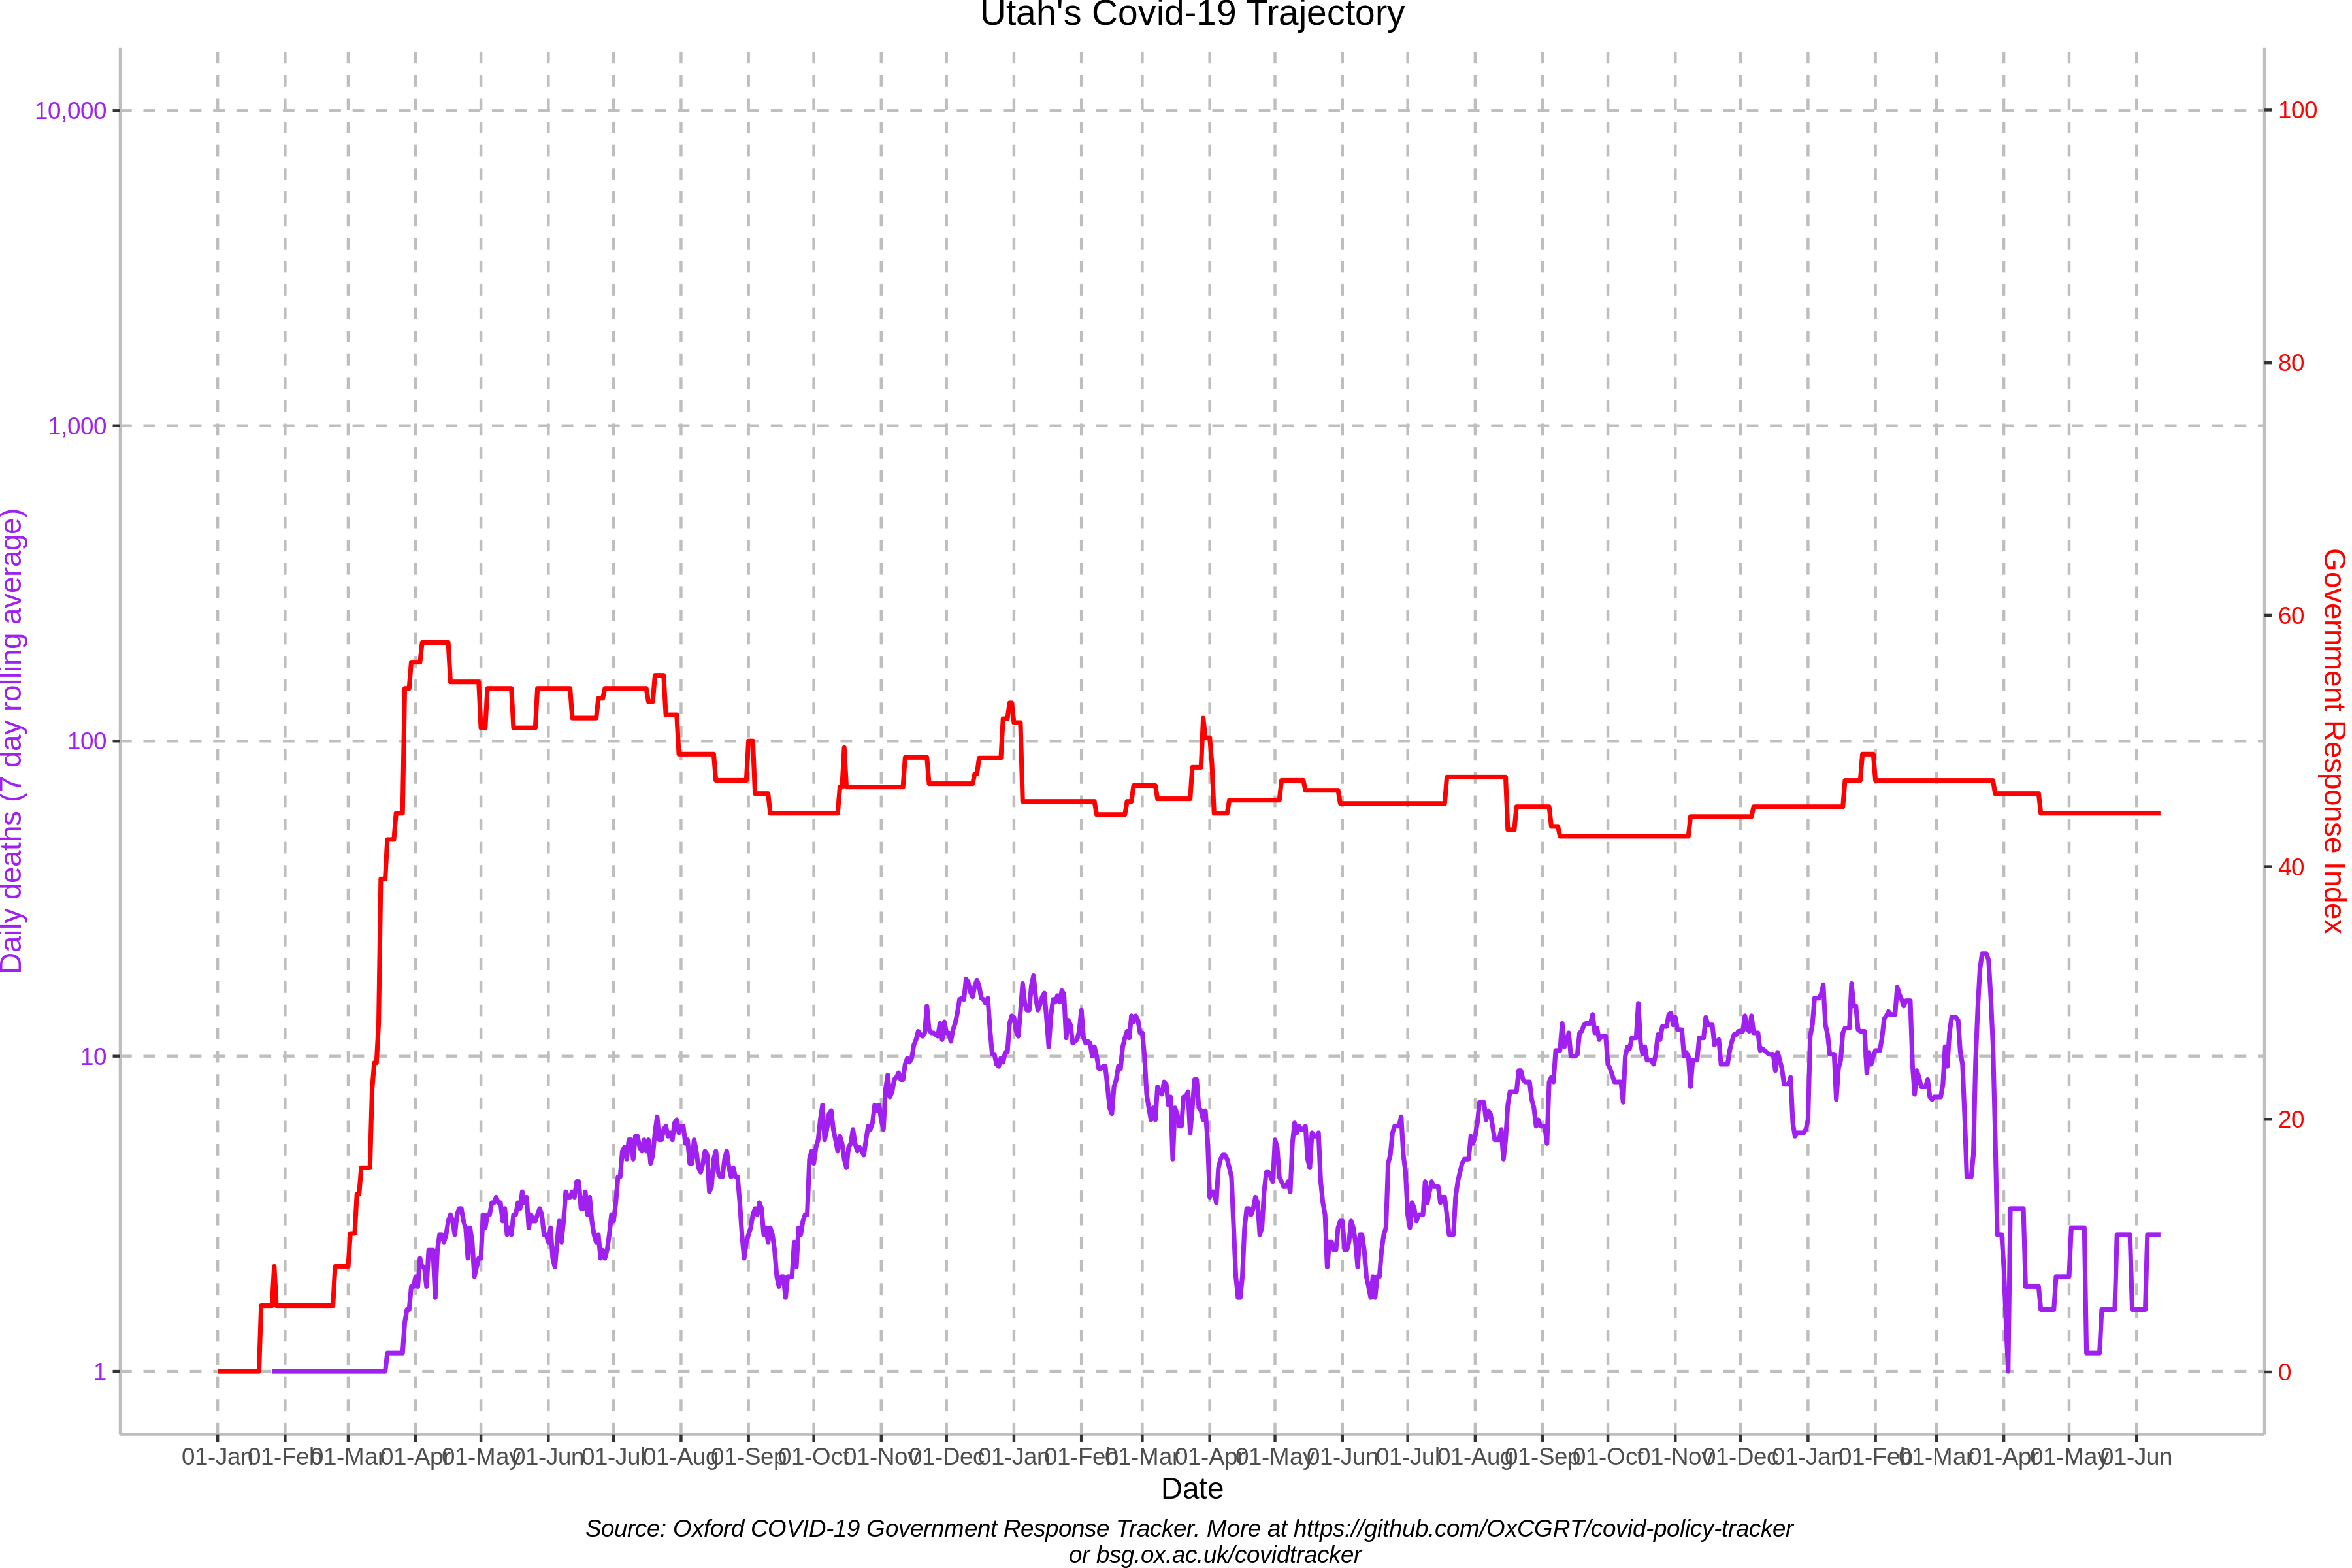 Utah's Covid-19 Trajectory
10,000
1,000
100
10
1
Daily deaths (7 day rolling average)
100
80
60
40
20
0
Government Response Index
01-Jan 01-Feb 01-Mar 01-Apr 01-May 01-Jun 01-Jul 01-Aug 01-Sep 01-Oct 01-Nov 01-Dec 01-Jan 01-Feb 01-Mar 01-Apr 01-May 01-Jun 01-Jul 01-Aug 01-Sep 01-Oct 01-Nov 01-Dec 01-Jan 01-Feb 01-Mar 01-Apr 01-May 01-Jun
Date
Source: Oxford COVID-19 Government Response Tracker. More at https://github.com/OxCGRT/covid-policy-tracker
or bsg.ox.ac.uk/covidtracker